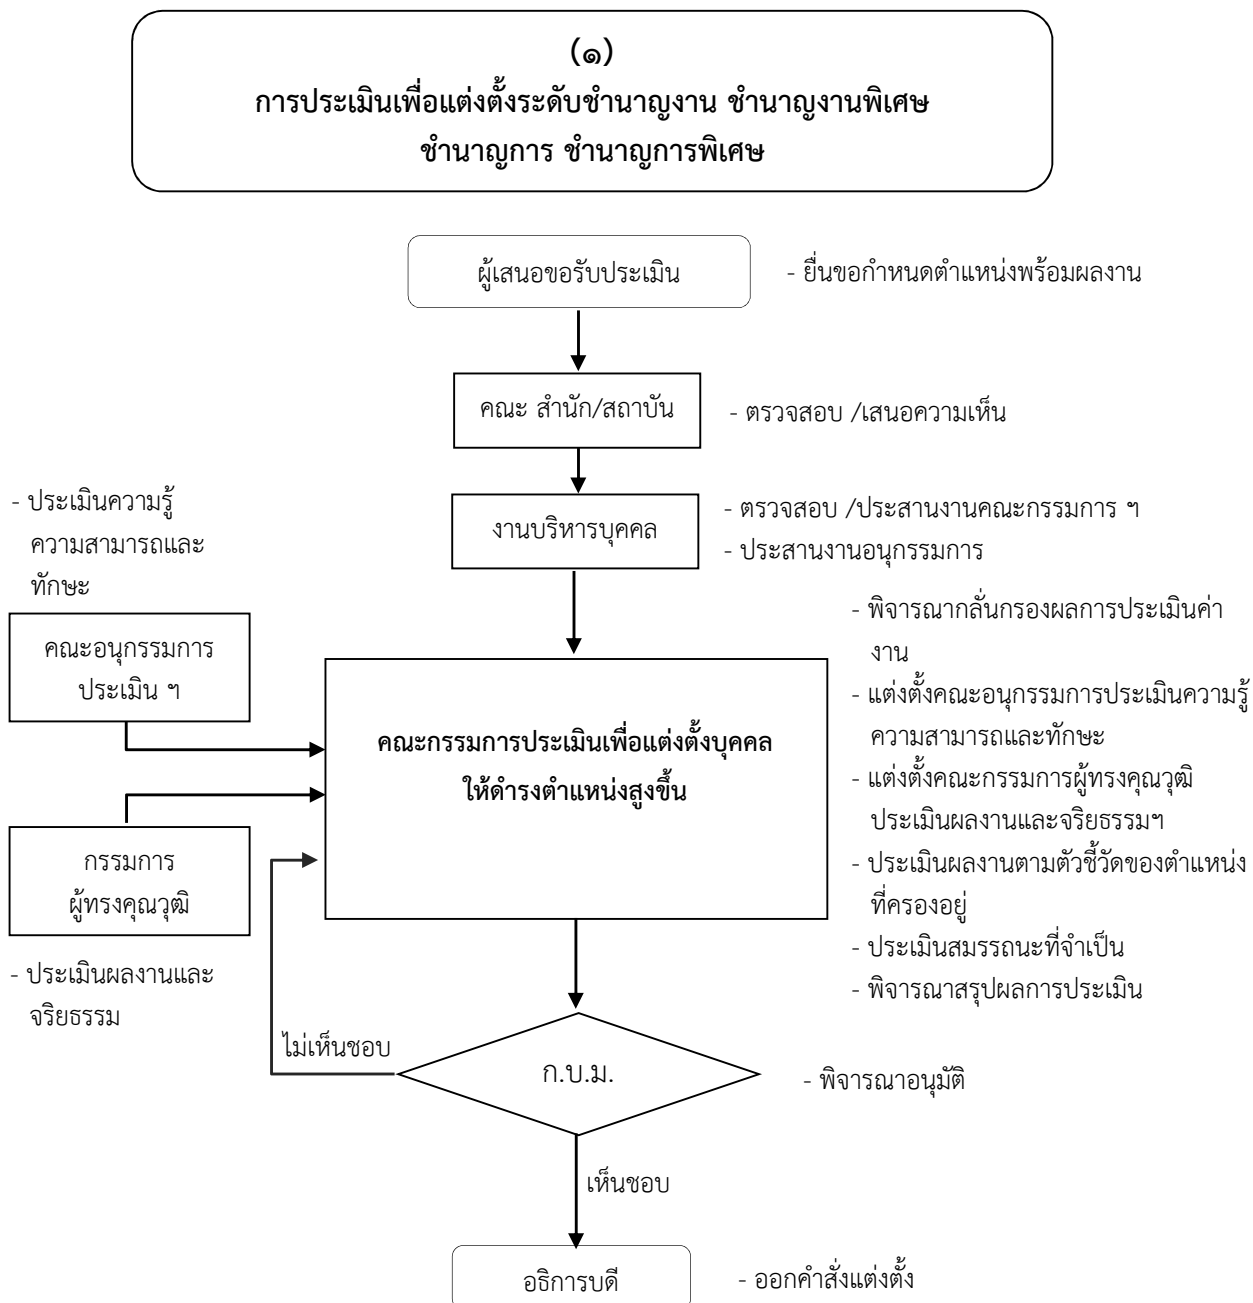 (๑)
การประเมินเพื่อแต่งตั้งระดับชำนาญงาน ชำนาญงานพิเศษ
ชำนาญการ ชำนาญการพิเศษ
ผู้เสนอขอรับประเมิน
- ยื่นขอกำหนดตำแหน่งพร้อมผลงาน
คณะ สำนัก/สถาบัน
- ตรวจสอบ /เสนอความเห็น
งานบริหารบุคคล
- ตรวจสอบ /ประสานงานคณะกรรมการ ฯ
- ประสานงานอนุกรรมการ
- ประเมินความรู้
ความสามารถและ
ทักษะ
คณะอนุกรรมการ
ประเมิน ฯ
คณะกรรมการประเมินเพื่อแต่งตั้งบุคคล
ให้ดำรงตำแหน่งสูงขึ้น
- พิจารณากลั่นกรองผลการประเมินค่า
งาน
- แต่งตั้งคณะอนุกรรมการประเมินความรู้
ความสามารถและทักษะ
- แต่งตั้งคณะกรรมการผู้ทรงคุณวุฒิ
ประเมินผลงานและจริยธรรมฯ
- ประเมินผลงานตามตัวชี้วัดของตำแหน่ง
ที่ครองอยู่
- ประเมินสมรรถนะที่จำเป็น
- พิจารณาสรุปผลการประเมิน
กรรมการ
ผู้ทรงคุณวุฒิ
- ประเมินผลงานและ
จริยธรรม
ไม่เห็นชอบ
ก.บ.ม.
- พิจารณาอนุมัติ
เห็นชอบ
อธิการบดี
- ออกคำสั่งแต่งตั้ง